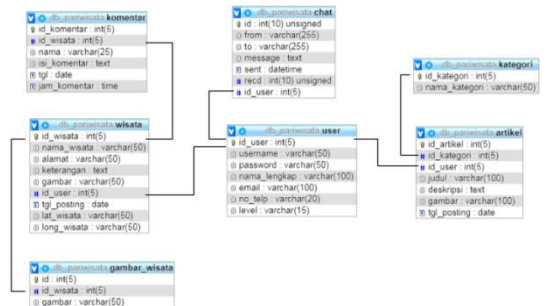 db_pariwisata komentar
id_komentar : int(5)
id_wisata : int(5)
nama : varchar(25)
isi_komentar : text
tgl : date
jam_komentar : time
db_pariwisata chat
id : int(10) unsigned
from : varchar(255)
to : varchar(255)
message : text
sent : datetime
recd : int(10) unsigned
id_user : int(5)
db_pariwisata kategori
id_kategori : int(5)
nama_kategori : varchar(50)
db_pariwisata wisata
id_wisata : int(5)
nama_wisata : varchar(50)
alamat : varchar(50)
keterangan : text
gambar : varchar(50)
id_user : int(5)
tgl_posting : date
lat_wisata : varchar(50)
long_wisata : varchar(50)
db_pariwisata user
id_user : int(5)
username : varchar(50)
password : varchar(50)
nama_lengkap : varchar(100)
email : varchar(100)
no_telp : varchar(20)
level : varchar(15)
db_pariwisata artikel
id_artikel : int(5)
id_kategori : int(5)
id_user : int(5)
judul : varchar(100)
deskripsi : text
gambar : varchar(100)
tgl_posting : date
db_pariwisata gambar_wisata
id : int(5)
id_wisata : int(5)
gambar : varchar(50)